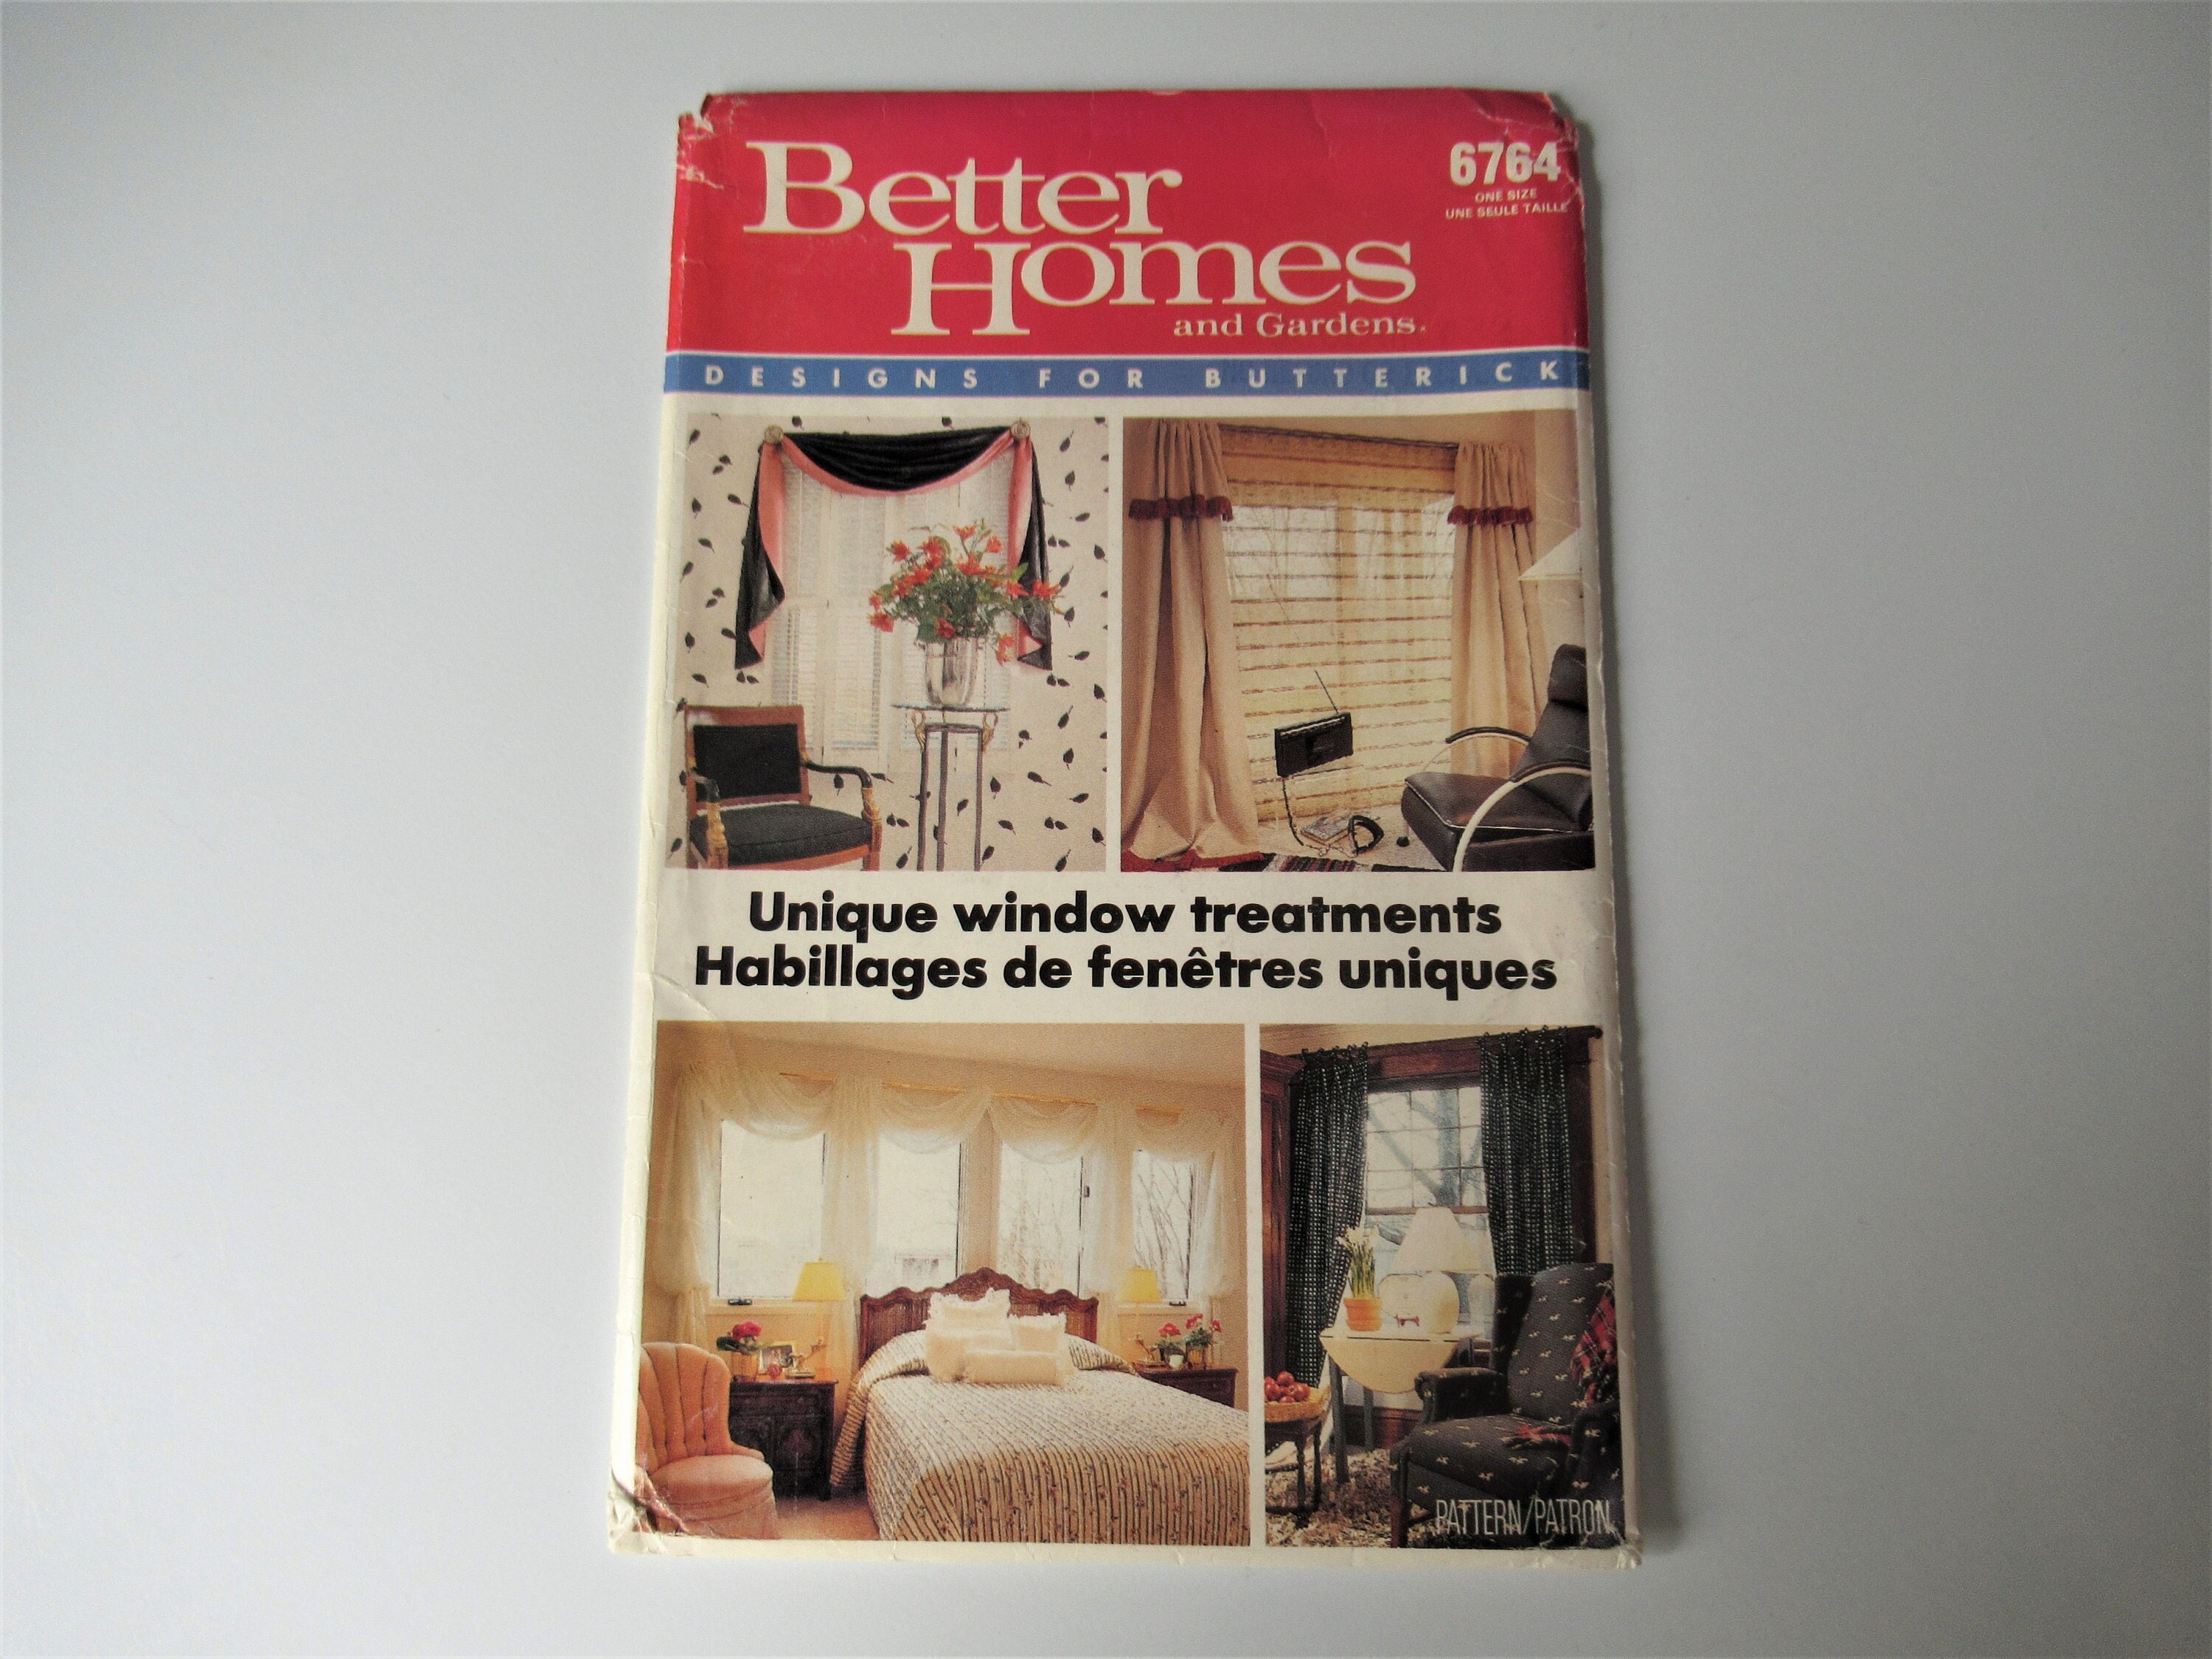 Better
Homes
and Gardens®
6764
ONE SIZE
UNE SEULE TAILLE
DESIGNS FOR BUTTERICK
Unique window treatments
Habillages de fenêtres uniques
PATTERN/PATRON